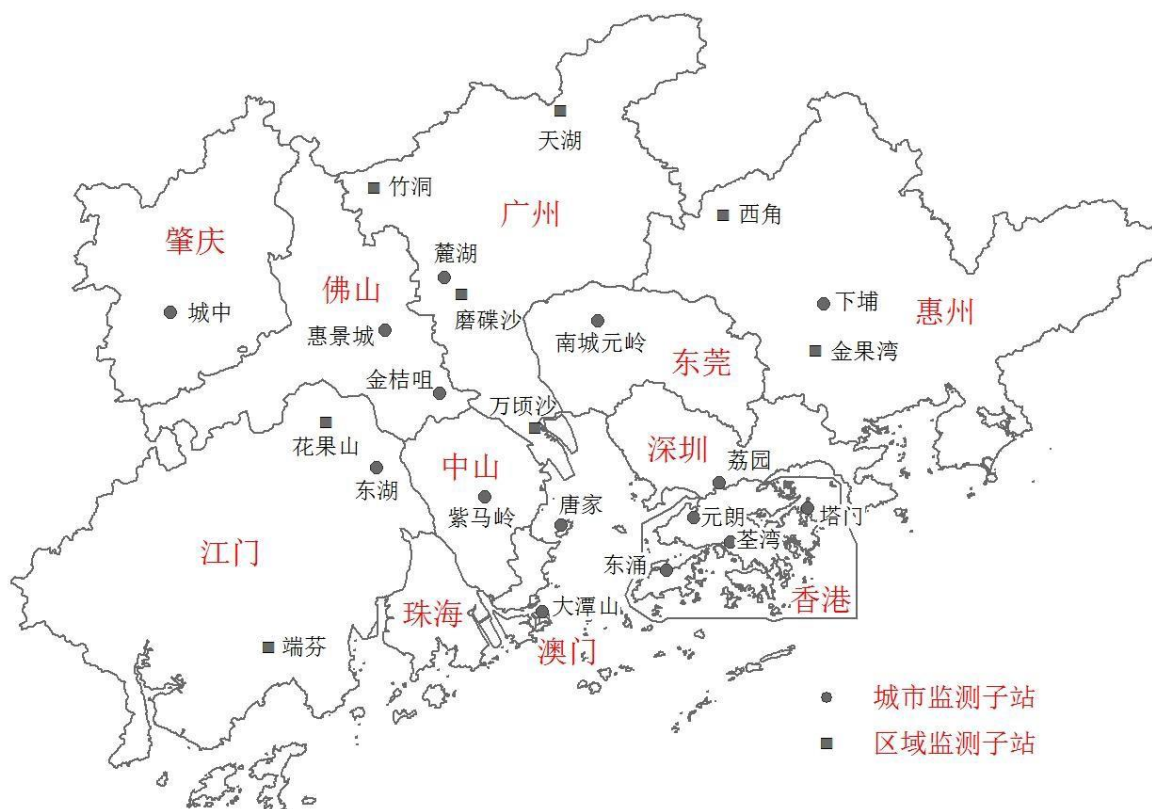 天湖
竹洞
广州
西角
肇庆
麓湖
佛山
磨碟沙
城中
下埔
惠州
惠景城
南城元岭
金果湾
东莞
金桔咀
万顷沙
花果山
中山
深圳
荔园
东湖
紫马岭
唐家
元朗
塔门
荃湾
江门
东涌
珠海
大潭山
香港
澳门
端芬
城市监测子站
区域监测子站